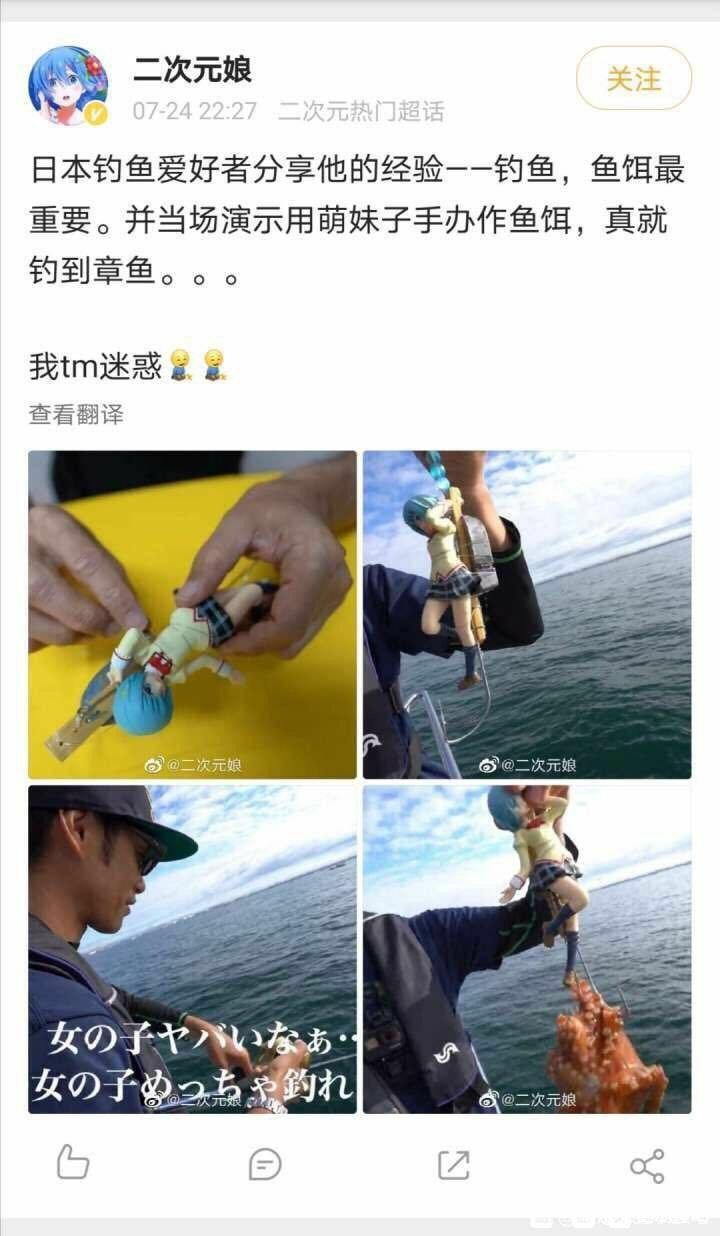 二次元娘
关注
07-24 22:27 二次元热门超话
日本钓鱼爱好者分享他的经验——钓鱼，鱼饵最
重要。并当场演示用萌妹子手办作鱼饵，真就
钓到章鱼。。。
我tm迷惑
查看翻译
@二次元娘
@二次元娘
女の子ヤバいなぁ‥
女の子めっちゃ釣れ
@二次元娘
@二次元娘